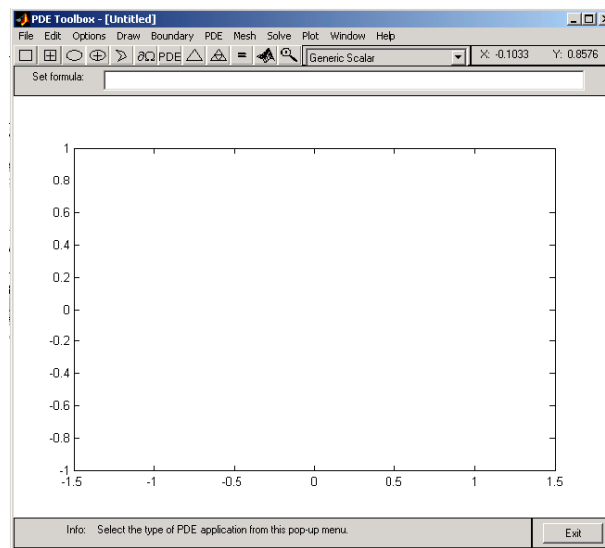 PDE Toolbox - [Untitled]
File Edit Options Draw Boundary PDE Mesh Solve Plot Window Help
∂Ω PDE = Generic Scalar X: -0.1033 Y: 0.8576
Set formula:
1
0.8
0.6
0.4
0.2
0
-0.2
-0.4
-0.6
-0.8
-1
-1.5 -1 -0.5 0 0.5 1 1.5
Info: Select the type of PDE application from this pop-up menu. Exit